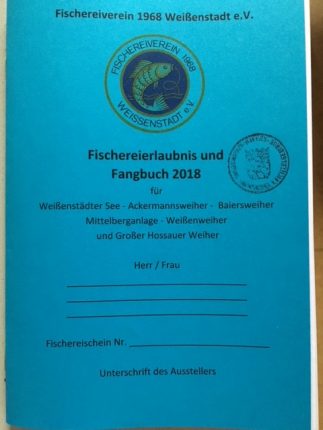 Fischereiverein 1968 Weißenstadt e.V.
FISCHEREIVEREIN 1968
WEISSENSTADT e.V.
Fischereierlaubnis und
Fangbuch 2018
für
Weißenstädter See - Ackermannsweiher - Baiersweiher
Mittelberganlage - Weißenweiher
und Großer Hossauer Weiher
Herr / Frau
Fischereischein Nr.
Unterschrift des Ausstellers